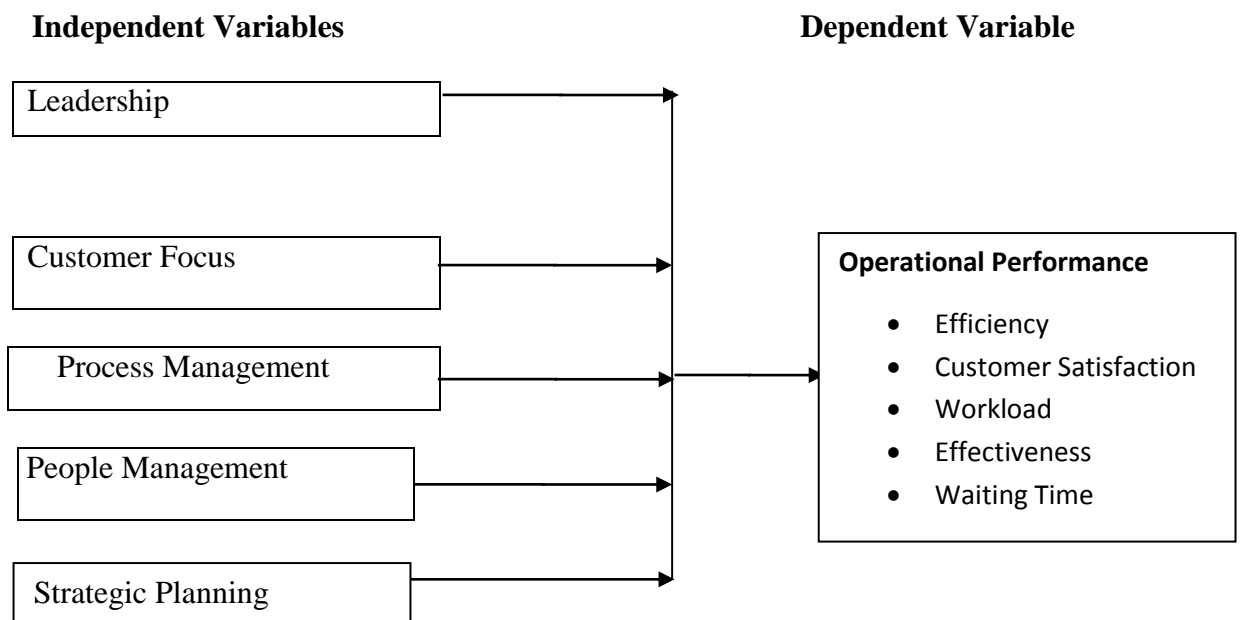 Independent Variables
Dependent Variable
Leadership
Customer Focus
Process Management
People Management
Strategic Planning
Operational Performance
• Efficiency
• Customer Satisfaction
• Workload
• Effectiveness
• Waiting Time